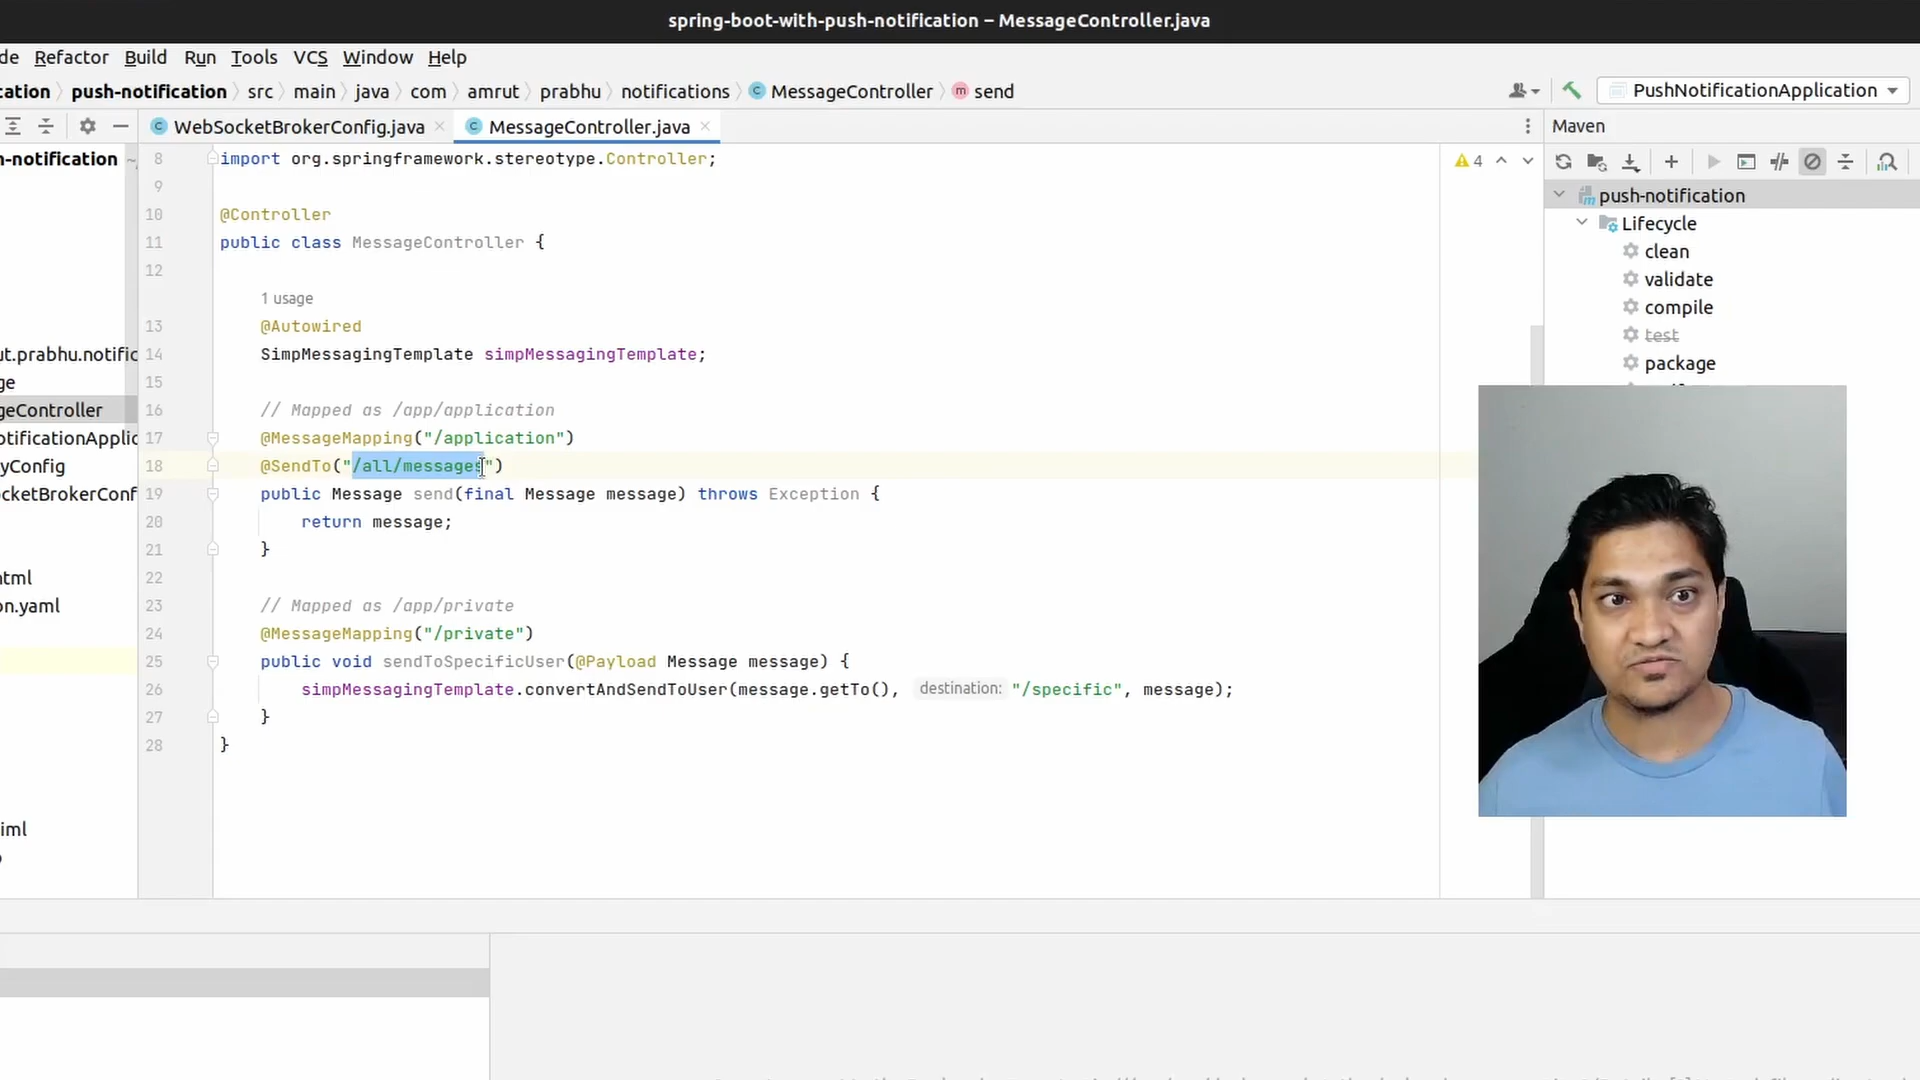 spring-boot-with-push-notification – MessageController.java
de Refactor Build Run Tools VCS Window Help
cation push-notification src main java com amrut prabhu notifications MessageController send PushNotificationApplication
WebSocketBrokerConfig.java MessageController.java Maven
n-notification ~
8 import org.springframework.stereotype.Controller; 4
9
10 @Controller
11 public class MessageController {
12
1 usage
13 @Autowired
14 SimpMessagingTemplate simpMessagingTemplate;
15
16 // Mapped as /app/application
17 @MessageMapping("/application")
18 @SendTo("/all/messages")
19 public Message send(final Message message) throws Exception {
20 return message;
21 }
22
23 // Mapped as /app/private
24 @MessageMapping("/private")
25 public void sendToSpecificUser(@Payload Message message) {
26 simpMessagingTemplate.convertAndSendToUser(message.getTo(), destination: "/specific", message);
27 }
28 }
ut.prabhu.notific
ge
geController
otificationApplic
yConfig
ocketBrokerConf
html
on.yaml
iml
push-notification
Lifecycle
clean
validate
compile
test
package